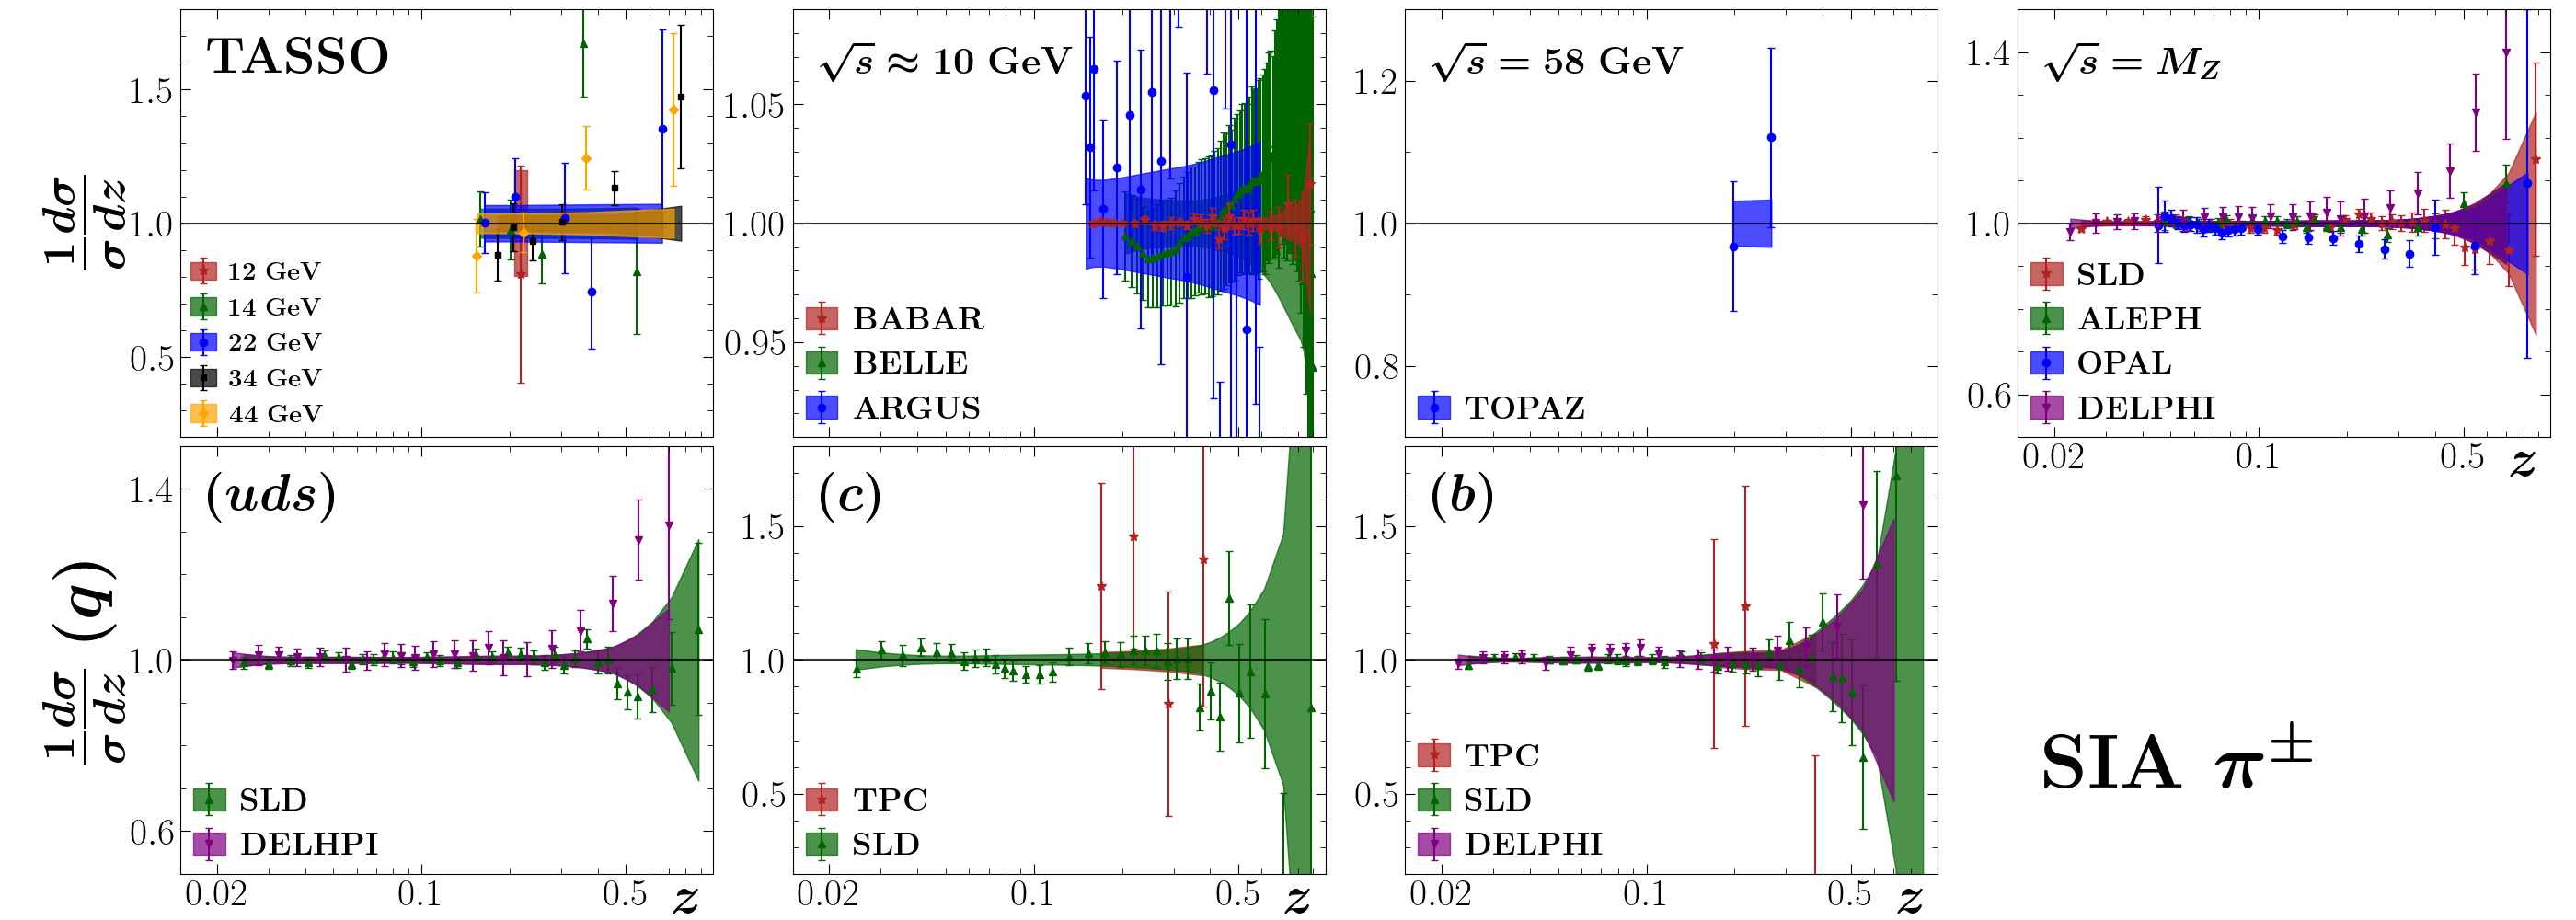 TASSO
1.5
1.0
0.5
12 GeV
14 GeV
22 GeV
34 GeV
44 GeV
1/σ dσ/dz
√s ≈ 10 GeV
1.05
1.00
0.95
BABAR
BELLE
ARGUS
√s = 58 GeV
1.2
1.0
0.8
TOPAZ
√s = M_Z
1.4
1.0
0.6
SLD
ALEPH
OPAL
DELPHI
0.02 0.1 0.5 z
(uds)
1.4
1.0
0.6
SLD
DELHPI
0.02 0.1 0.5 z
1/σ dσ/dz (q)
(c)
1.5
1.0
0.5
TPC
SLD
0.02 0.1 0.5 z
(b)
1.5
1.0
0.5
TPC
SLD
DELPHI
0.02 0.1 0.5 z
SIA π±